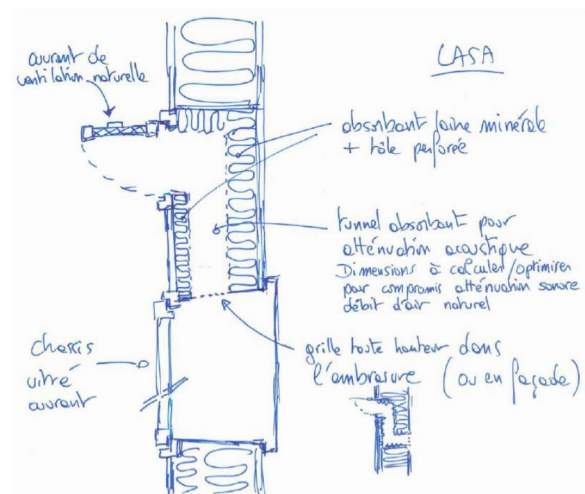 ouvrant de
ventilation naturelle
CASA
absorbant laine minérale
+ tôle perforée
tunnel absorbant pour
atténuation acoustique
Dimensions à calculer/optimiser
pour compromis atténuation sonore
débit d'air naturel
grille toute hauteur dans
l'embrasure (ou en façade)
chassis
vitré
ouvrant